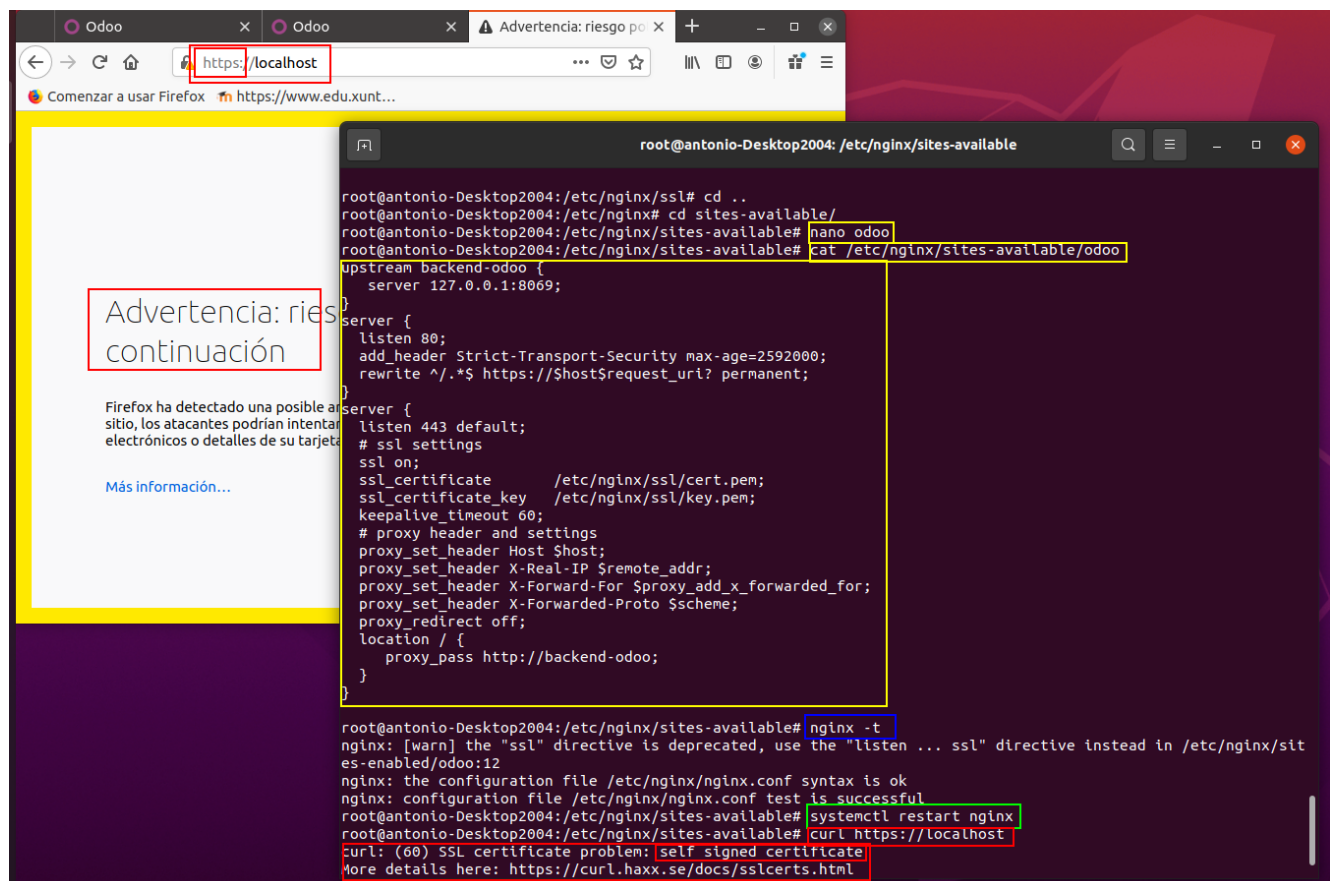 Odoo
Odoo
Advertencia: riesgo po
https://localhost
Comenzar a usar Firefox
https://www.edu.xunt...
Advertencia: ries
continuación
Firefox ha detectado una posible
sitio, los atacantes podrían intentar
electrónicos o detalles de su tarjeta
Más información...
root@antonio-Desktop2004: /etc/nginx/sites-available
root@antonio-Desktop2004:/etc/nginx/ssl# cd ..
root@antonio-Desktop2004:/etc/nginx# cd sites-available/
root@antonio-Desktop2004:/etc/nginx/sites-available# nano odoo
root@antonio-Desktop2004:/etc/nginx/sites-available# cat /etc/nginx/sites-available/odoo
upstream backend-odoo {
server 127.0.0.1:8069;
}
server {
listen 80;
add_header Strict-Transport-Security max-age=2592000;
rewrite ^/.*$ https://$host$request_uri? permanent;
}
server {
listen 443 default;
# ssl settings
ssl on;
ssl_certificate /etc/nginx/ssl/cert.pem;
ssl_certificate_key /etc/nginx/ssl/key.pem;
keepalive_timeout 60;
# proxy header and settings
proxy_set_header Host $host;
proxy_set_header X-Real-IP $remote_addr;
proxy_set_header X-Forward-For $proxy_add_x_forwarded_for;
proxy_set_header X-Forwarded-Proto $scheme;
proxy_redirect off;
location / {
proxy_pass http://backend-odoo;
}
}
root@antonio-Desktop2004:/etc/nginx/sites-available# nginx -t
nginx: [warn] the "ssl" directive is deprecated, use the "listen ... ssl" directive instead in /etc/nginx/sit
es-enabled/odoo:12
nginx: the configuration file /etc/nginx/nginx.conf syntax is ok
nginx: configuration file /etc/nginx/nginx.conf test is successful
root@antonio-Desktop2004:/etc/nginx/sites-available# systemctl restart nginx
root@antonio-Desktop2004:/etc/nginx/sites-available# curl https://localhost
curl: (60) SSL certificate problem: self signed certificate
More details here: https://curl.haxx.se/docs/sslcerts.html